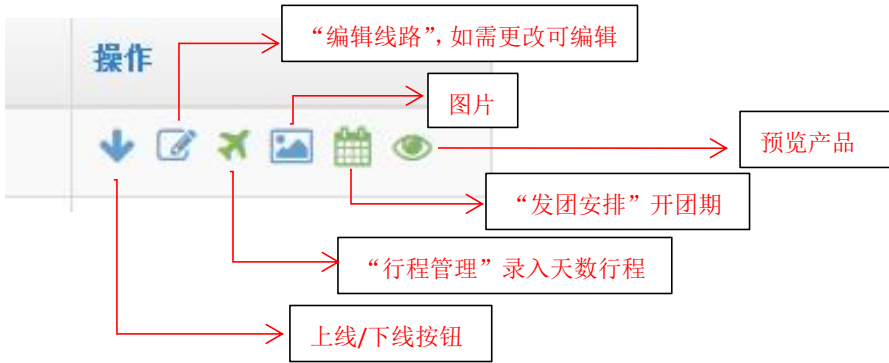 “编辑线路”,如需更改可编辑
操作
图片
预览产品
“发团安排”开团期
“行程管理”录入天数行程
上线/下线按钮